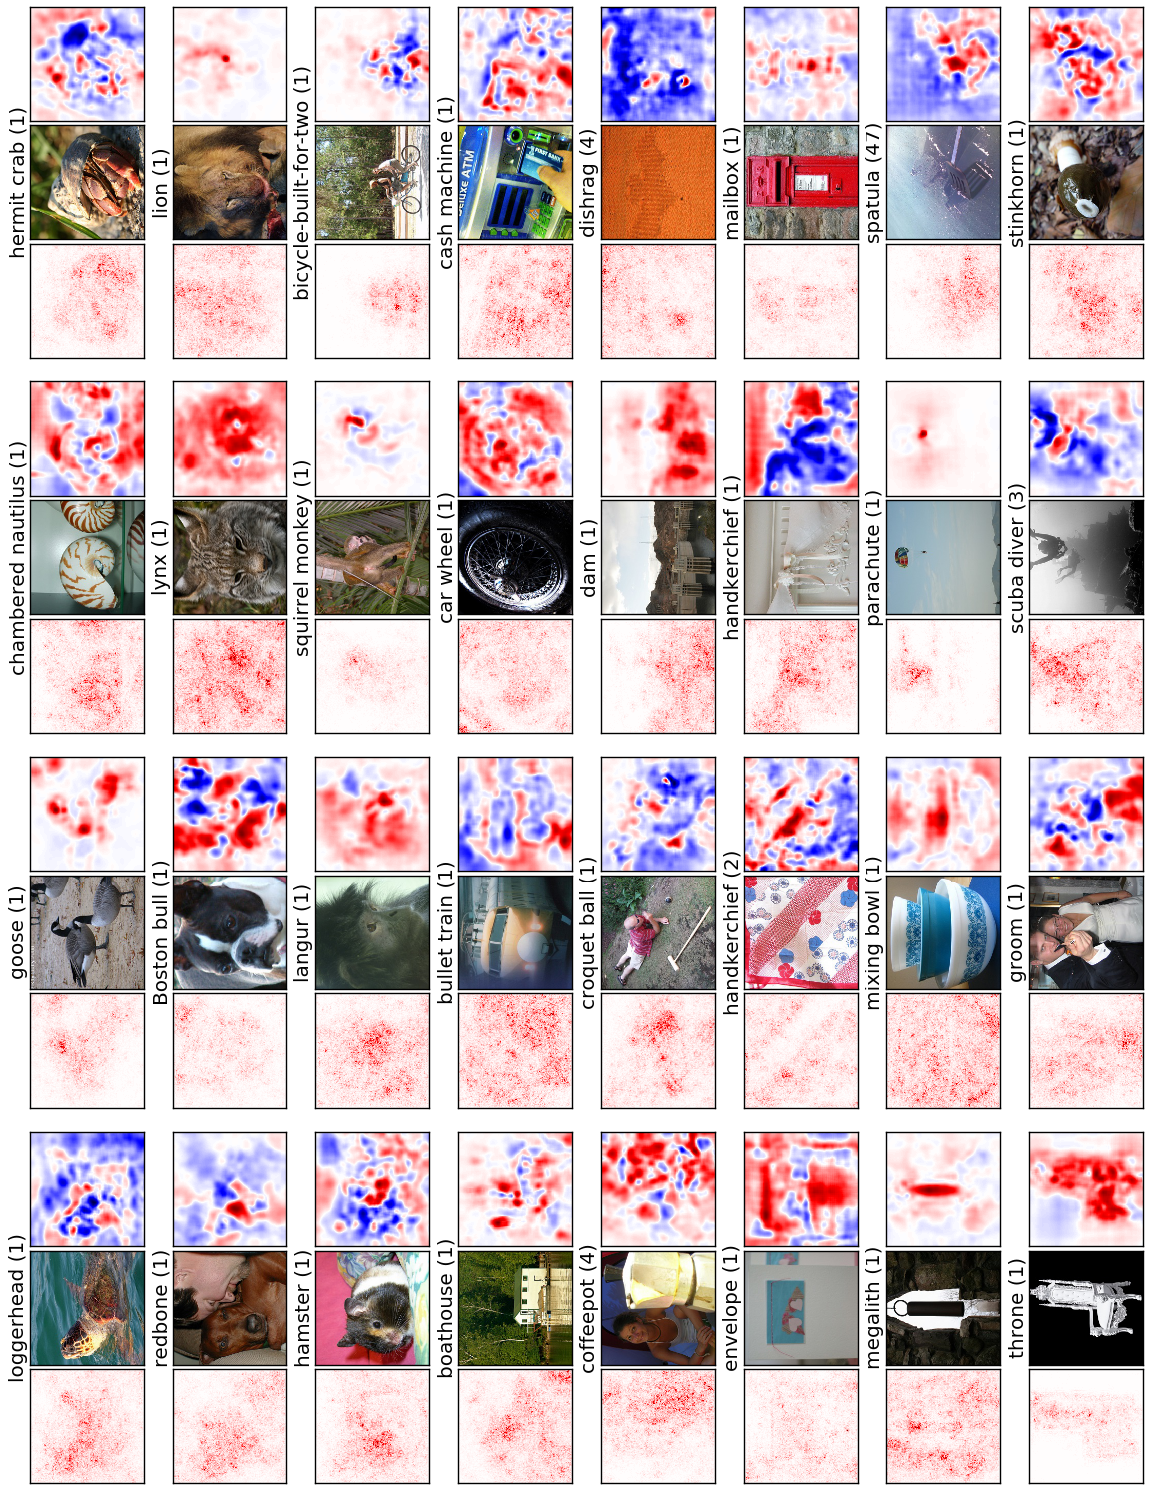 loggerhead (1)
goose (1)
chambered nautilus (1)
hermit crab (1)
redbone (1)
Boston bull (1)
lynx (1)
lion (1)
hamster (1)
langur (1)
squirrel monkey (1)
bicycle-built-for-two (1)
boathouse (1)
bullet train (1)
car wheel (1)
cash machine (1)
ATM
coffeepot (4)
croquet ball (1)
dam (1)
dishrag (4)
envelope (1)
handkerchief (2)
handkerchief (1)
mailbox (1)
megalith (1)
mixing bowl (1)
parachute (1)
spatula (47)
throne (1)
groom (1)
scuba diver (3)
stinkhorn (1)